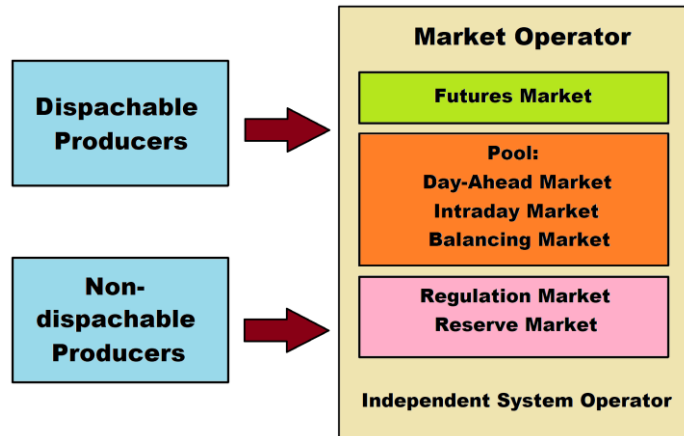 Dispachable
Producers
Non-
dispachable
Producers
Market Operator
Futures Market
Pool:
Day-Ahead Market
Intraday Market
Balancing Market
Regulation Market
Reserve Market
Independent System Operator